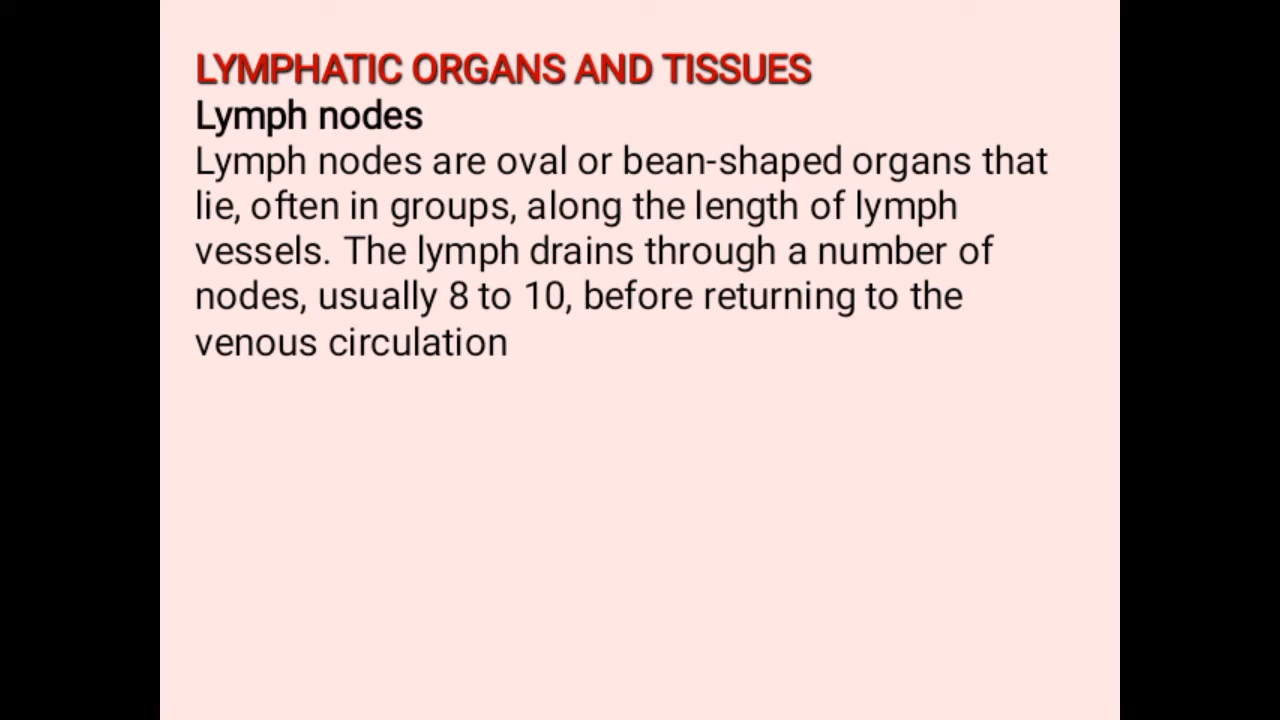 LYMPHATIC ORGANS AND TISSUES
Lymph nodes
Lymph nodes are oval or bean-shaped organs that
lie, often in groups, along the length of lymph
vessels. The lymph drains through a number of
nodes, usually 8 to 10, before returning to the
venous circulation